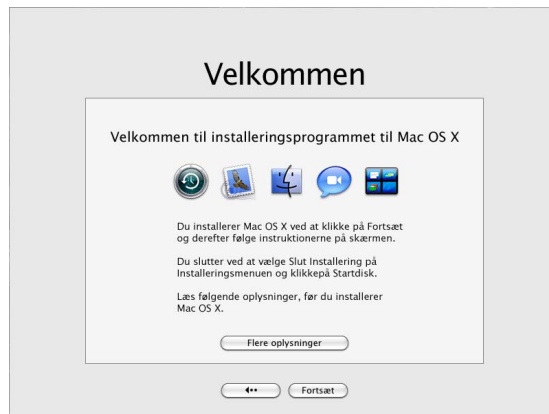 Velkommen
Velkommen til installeringsprogrammet til Mac OS X
Du installerer Mac OS X ved at klikke på Fortsæt
og derefter følge instruktionerne på skærmen.
Du slutter ved at vælge Slut Installering på
Installeringsmenuen og klikkepå Startdisk.
Læs følgende oplysninger, før du installerer
Mac OS X.
Flere oplysninger
Fortsæt